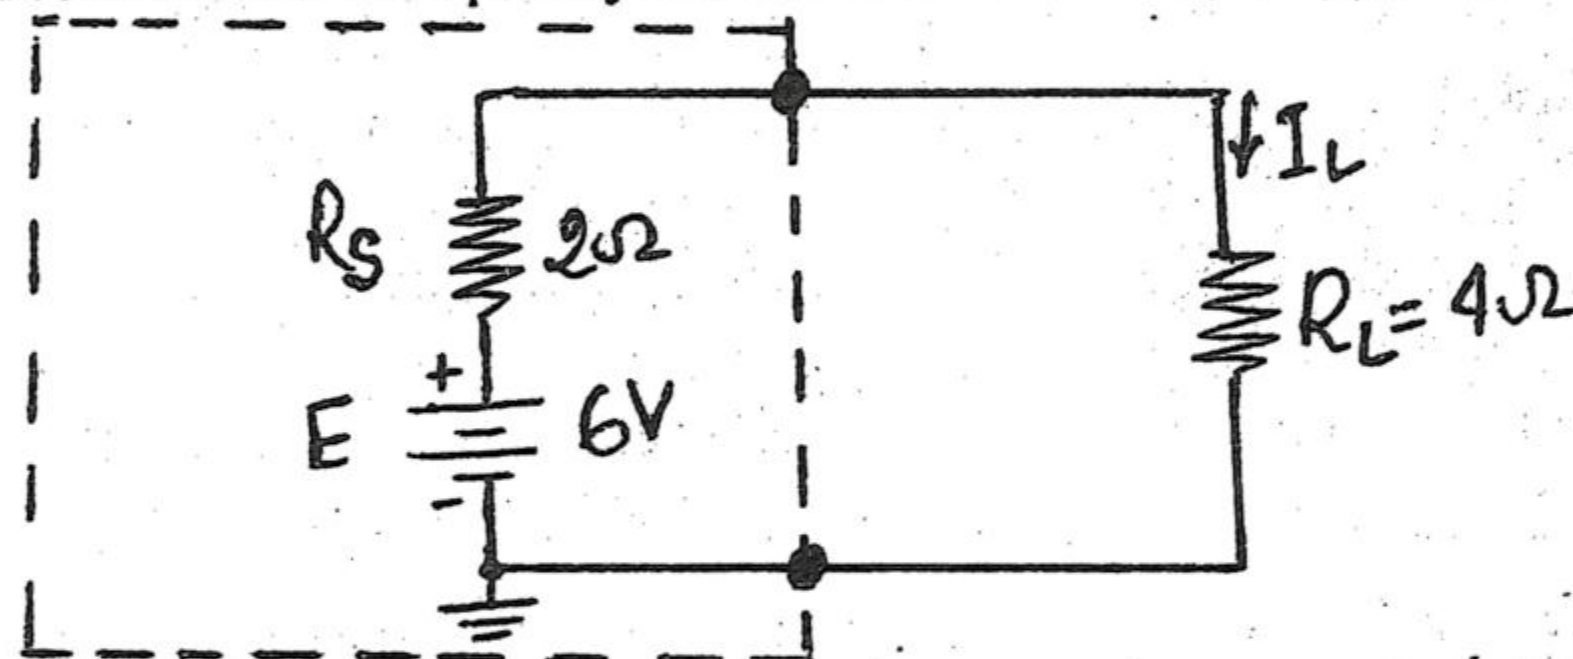 I_L
R_S 2Ω
R_L = 4Ω
+
E 6V
-